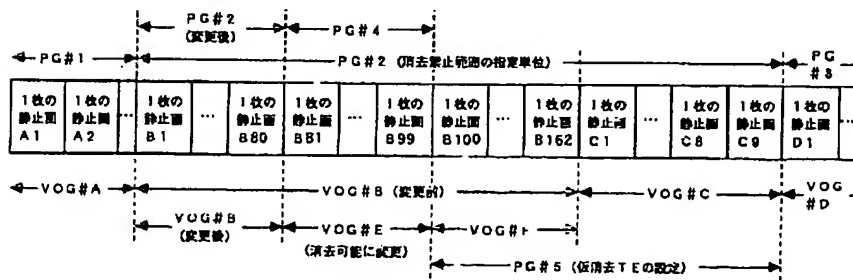 PG#2 (変更後)
PG#4
PG#1
PG#2 (消去禁止範囲の指定単位)
PG #3
1枚の静止画 A1
1枚の静止画 A2
…
1枚の静止画 B1
…
1枚の静止画 B80
1枚の静止画 B81
…
1枚の静止画 B99
1枚の静止画 B100
…
1枚の静止画 B162
1枚の静止画 C1
…
1枚の静止画 C8
1枚の静止画 C9
1枚の静止画 D1
…
VOG#A
VOG#B (変更前)
VOG#C
VOG #D
VOG#B (変更後)
VOG#E (消去可能に変更)
VOG#F
PG#5 (仮消去TEの設定)